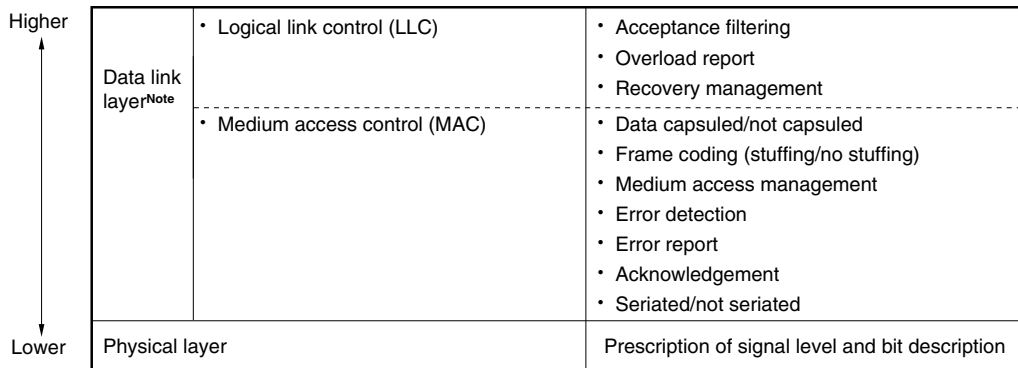 Higher
• Logical link control (LLC)
• Acceptance filtering
• Overload report
• Recovery management
Data link
layerNote
• Medium access control (MAC)
• Data capsuled/not capsuled
• Frame coding (stuffing/no stuffing)
• Medium access management
• Error detection
• Error report
• Acknowledgement
• Seriated/not seriated
Lower
Physical layer
Prescription of signal level and bit description